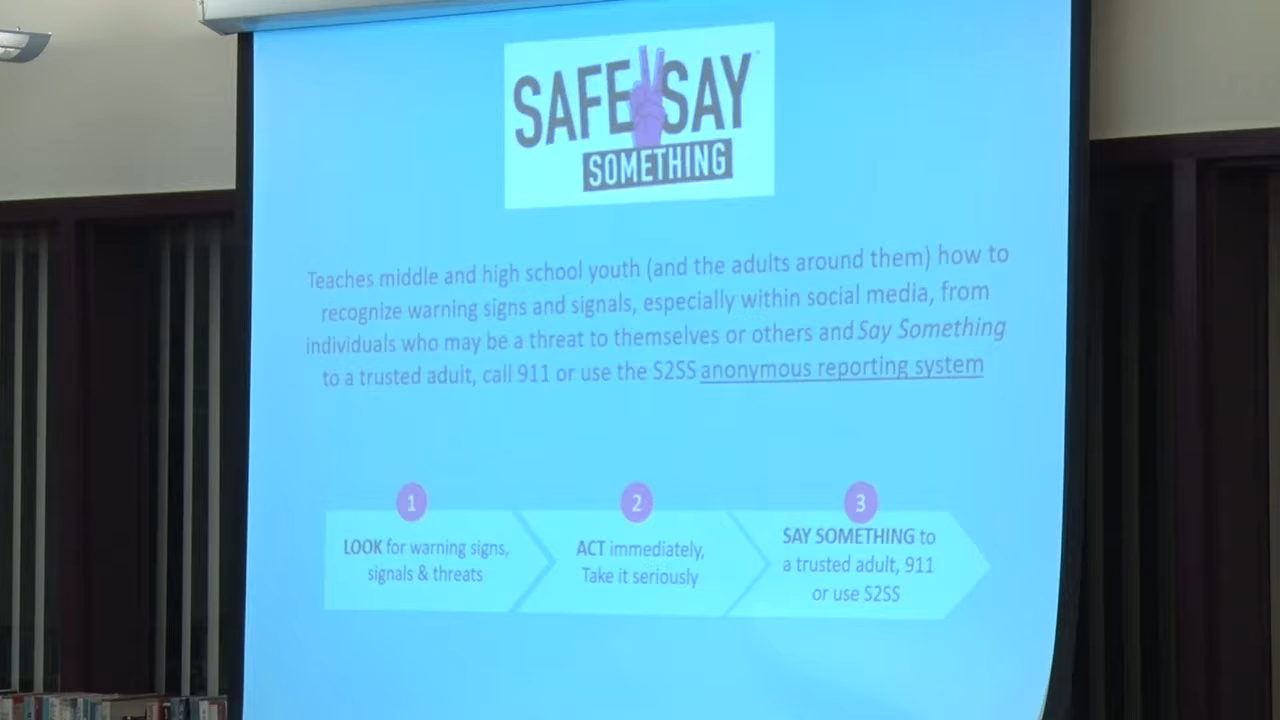 SAFE SAY
SOMETHING
Teaches middle and high school youth (and the adults around them) how to
recognize warning signs and signals, especially within social media, from
individuals who may be a threat to themselves or others and Say Something
to a trusted adult, call 911 or use the S2SS anonymous reporting system
1
LOOK for warning signs,
signals & threats
2
ACT immediately,
Take it seriously
3
SAY SOMETHING to
a trusted adult, 911
or use S2SS